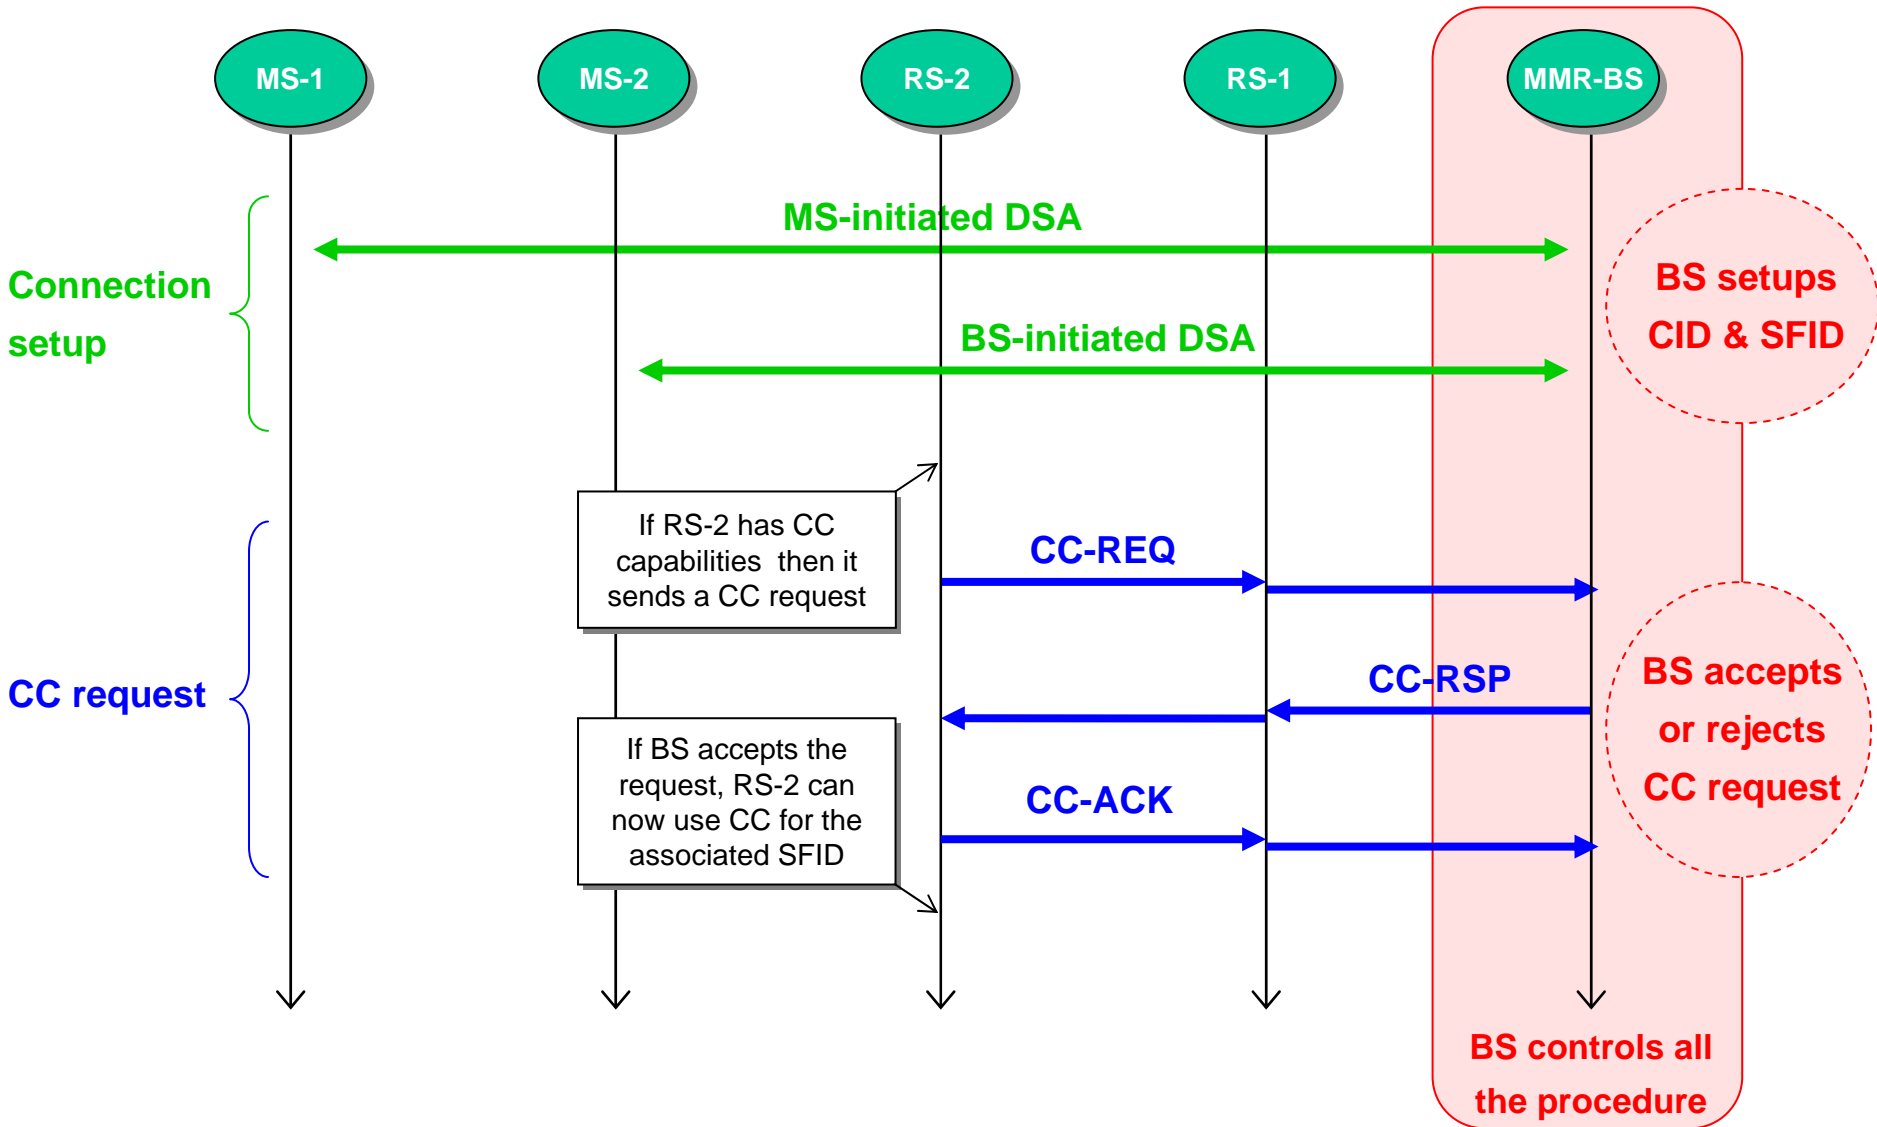 MS-1
MS-2
RS-2
RS-1
MMR-BS
MS-initiated DSA
Connection
setup
BS setups
CID & SFID
BS-initiated DSA
If RS-2 has CC
capabilities  then it
sends a CC request
CC-REQ
CC request
CC-RSP
BS accepts
or rejects
CC request
If BS accepts the
request, RS-2 can
now use CC for the
associated SFID
CC-ACK
BS controls all
the procedure